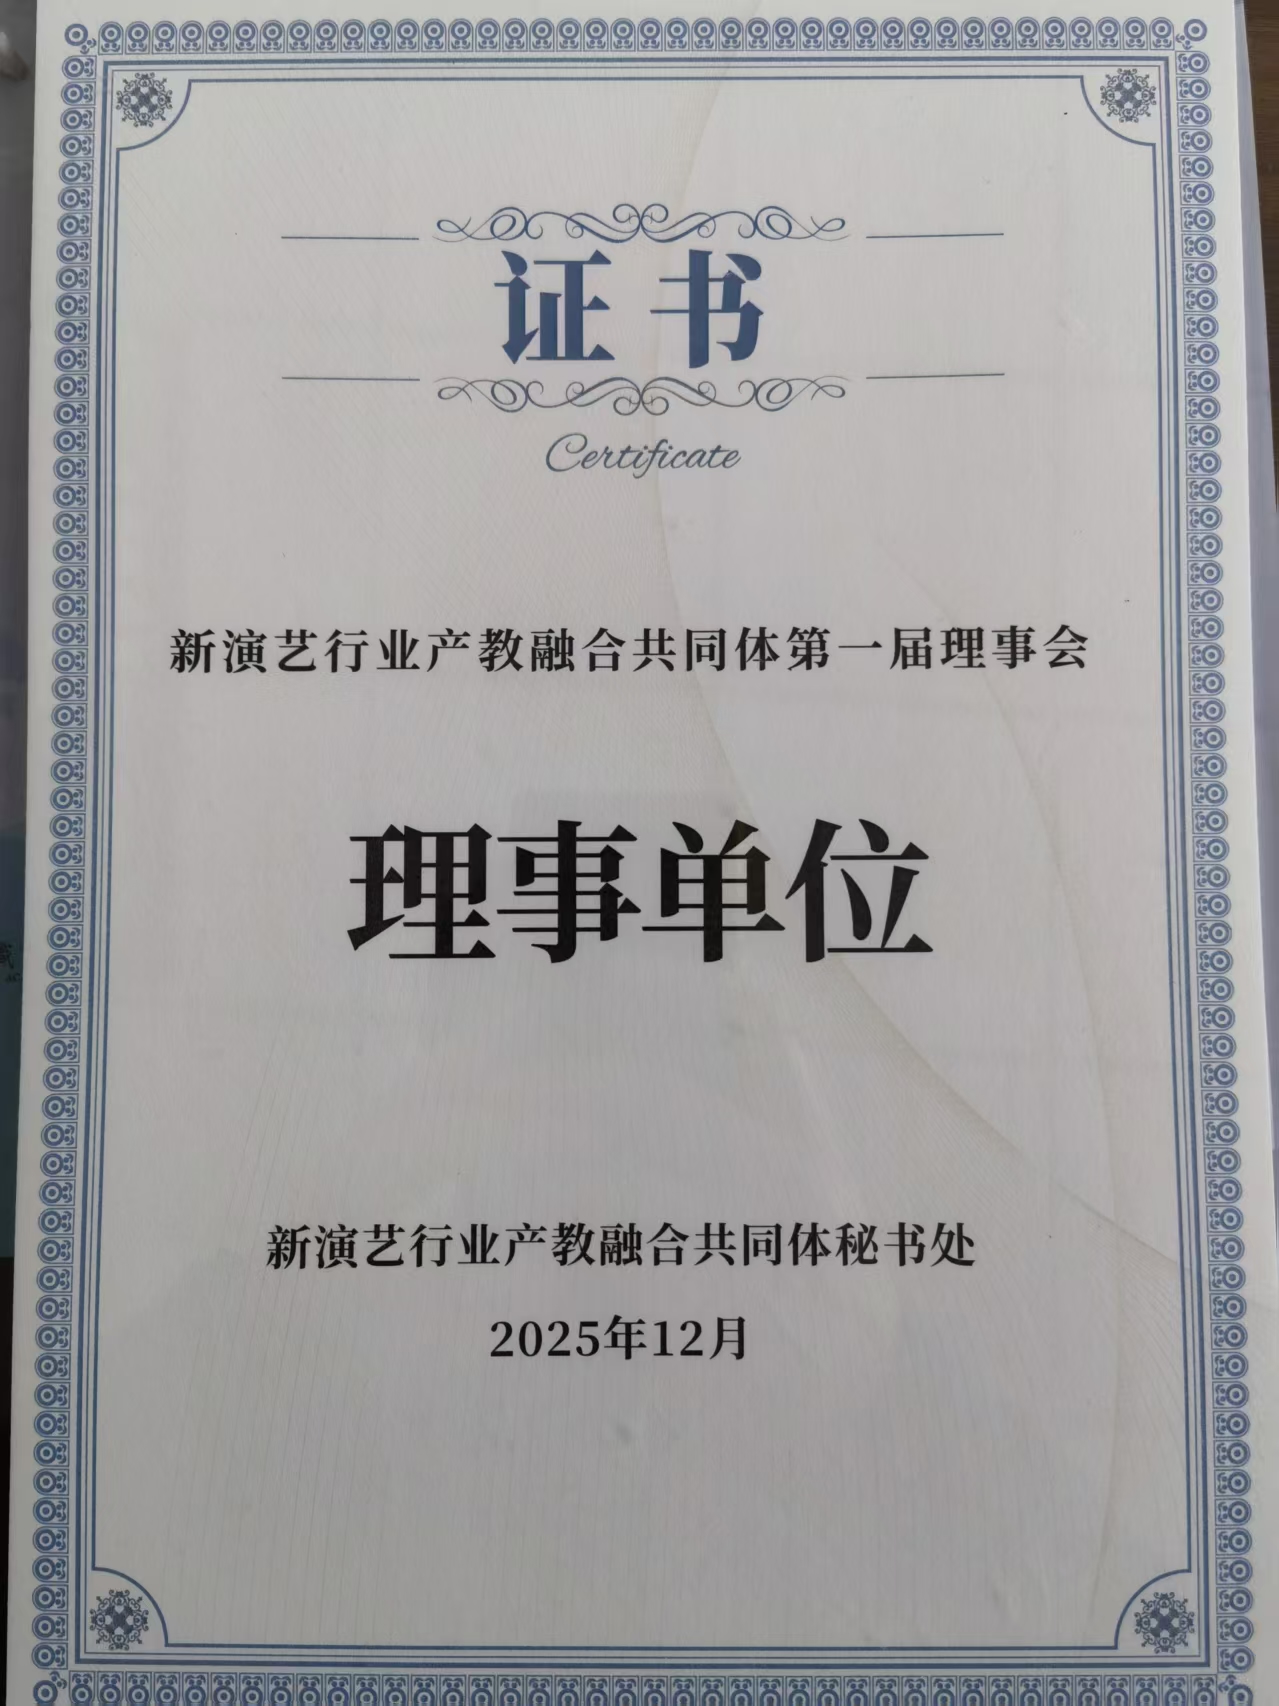 证书
Certificate
新演艺行业产教融合共同体第一届理事会
理事单位
新演艺行业产教融合共同体秘书处
2025年12月